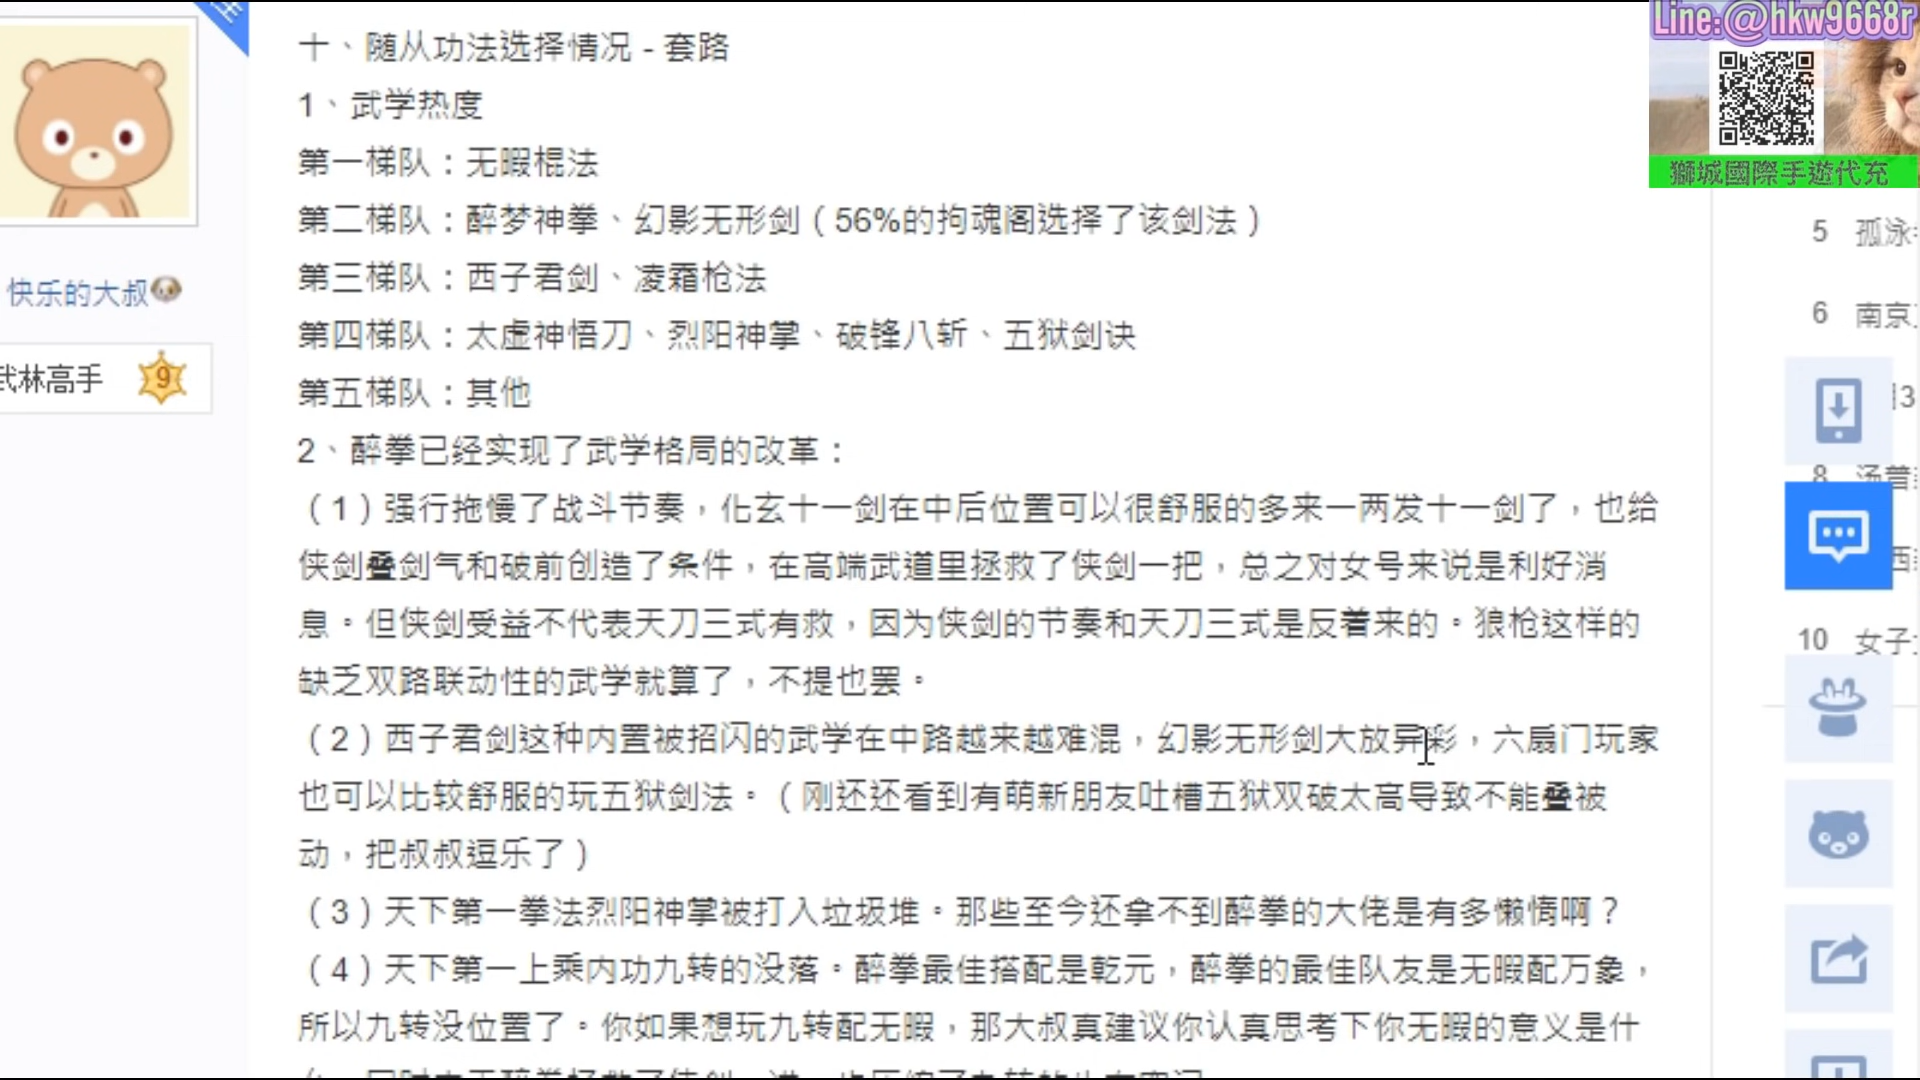 Line:@hkw9668r
獅城國際手遊代充
快乐的大叔
武林高手 9
十、随从功法选择情况 - 套路
1、武学热度
第一梯队：无暇棍法
第二梯队：醉梦神拳、幻影无形剑（56%的拘魂阁选择了该剑法）
第三梯队：西子君剑、凌霜枪法
第四梯队：太虚神悟刀、烈阳神掌、破锋八斩、五狱剑诀
第五梯队：其他
2、醉拳已经实现了武学格局的改革：
（1）强行拖慢了战斗节奏，化玄十一剑在中后位置可以很舒服的多来一两发十一剑了，也给
侠剑叠剑气和破前创造了条件，在高端武道里拯救了侠剑一把，总之对女号来说是利好消
息。但侠剑受益不代表天刀三式有救，因为侠剑的节奏和天刀三式是反着来的。狼枪这样的
缺乏双路联动性的武学就算了，不提也罢。
（2）西子君剑这种内置被招闪的武学在中路越来越难混，幻影无形剑大放异彩，六扇门玩家
也可以比较舒服的玩五狱剑法。（刚还还看到有萌新朋友吐槽五狱双破太高导致不能叠被
动，把叔叔逗乐了）
（3）天下第一拳法烈阳神掌被打入垃圾堆。那些至今还拿不到醉拳的大佬是有多懒惰啊？
（4）天下第一上乘内功九转的没落。醉拳最佳搭配是乾元，醉拳的最佳队友是无暇配万象，
所以九转没位置了。你如果想玩九转配无暇，那大叔真建议你认真思考下你无暇的意义是什
5 孤泳
6 南京
8 汤普
10 女子